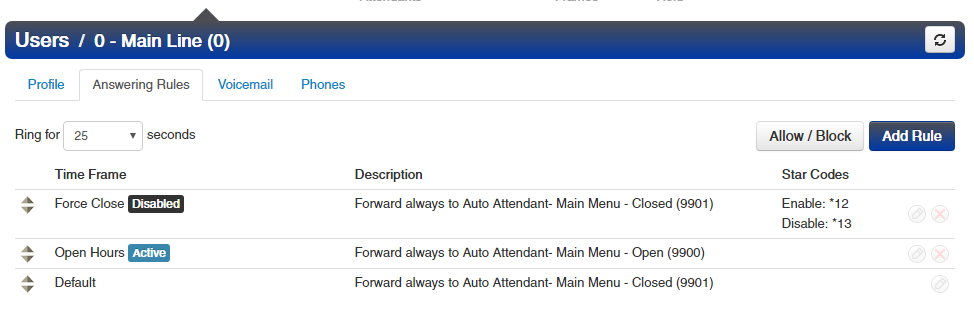 Users / 0 - Main Line (0)
Profile Answering Rules Voicemail Phones
Ring for 25 seconds Allow / Block Add Rule
Time Frame Description Star Codes
Force Close Disabled Forward always to Auto Attendant- Main Menu - Closed (9901) Enable: *12
Disable: *13
Open Hours Active Forward always to Auto Attendant- Main Menu - Open (9900)
Default Forward always to Auto Attendant- Main Menu - Closed (9901)